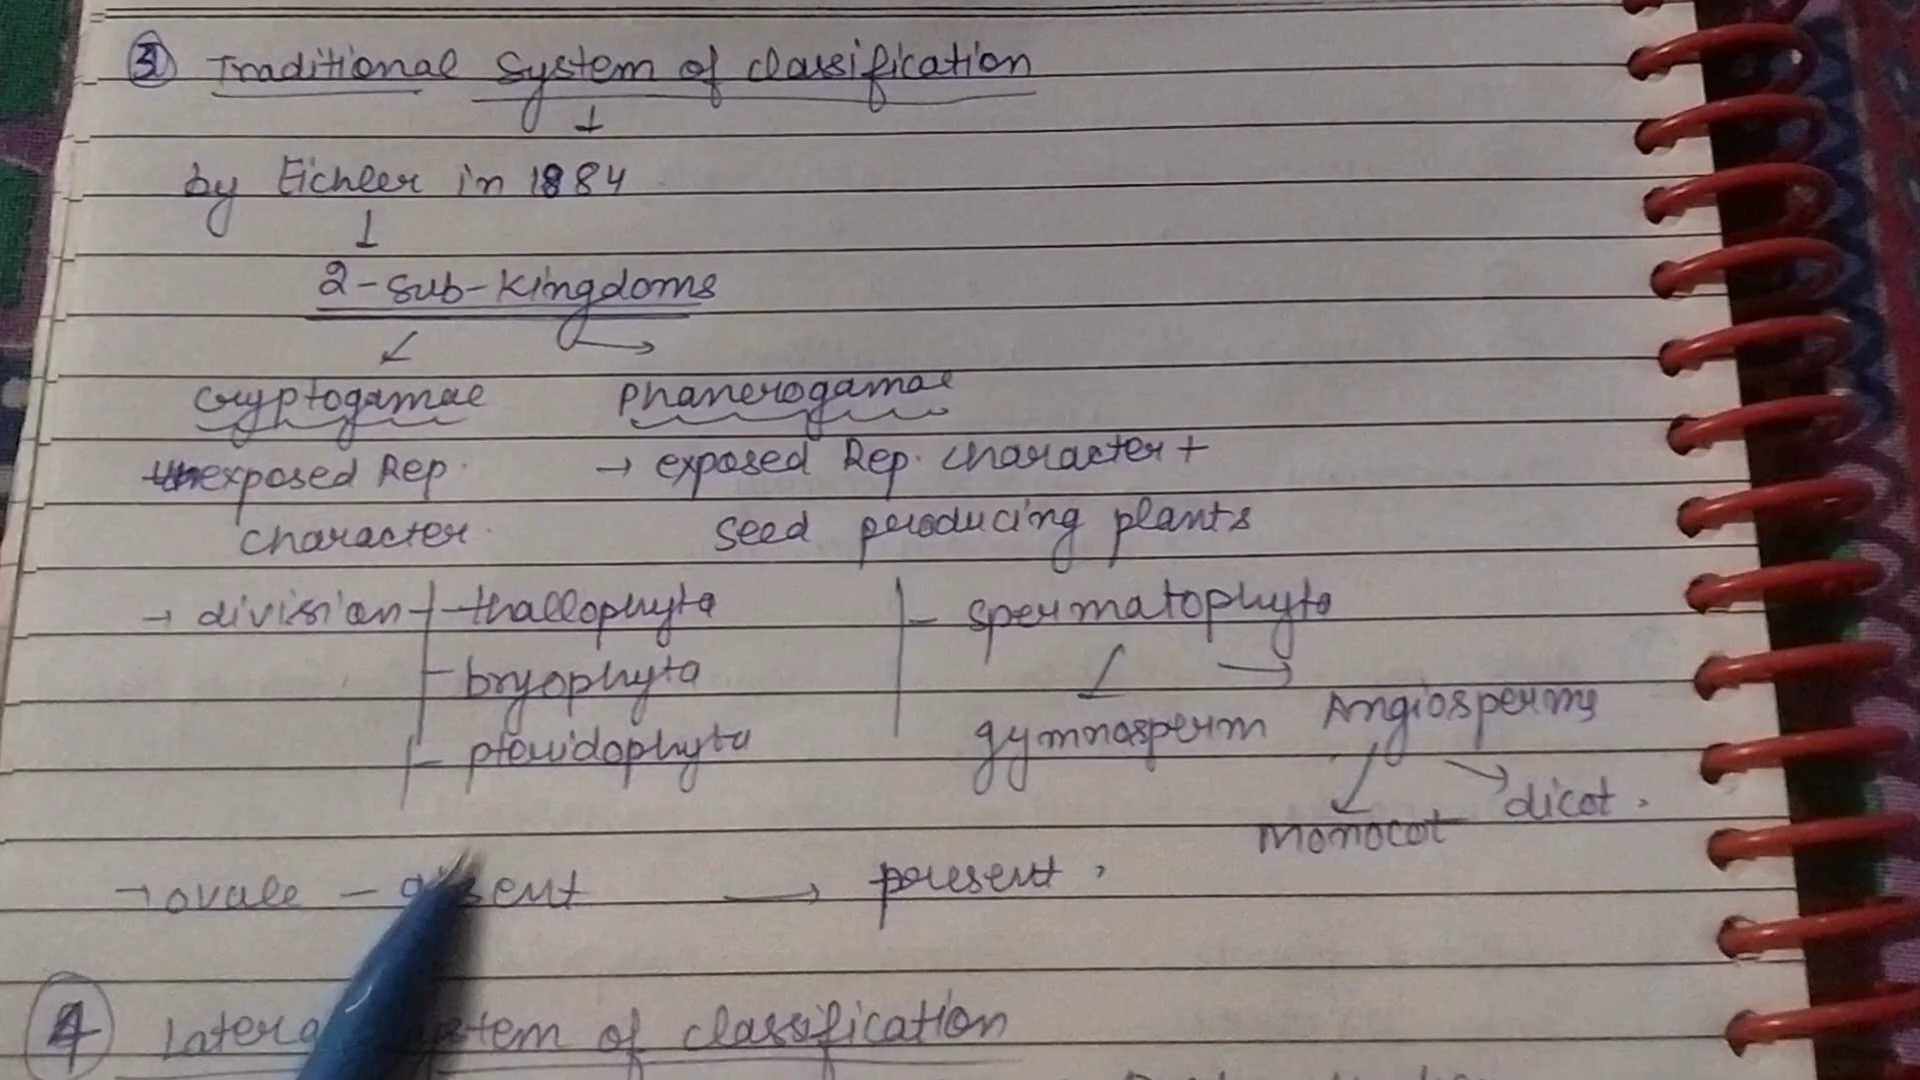 3 Traditional System of classification
by Eichler in 1884
2-Sub-Kingdoms
Cryptogamae Phanerogamae
Unexposed Rep. → exposed Rep. character +
character. Seed producing plants
→ division - thallophyta - Spermatophyta
- bryophyta
- pteridophyta gymnosperm Angiosperms
Monocot dicot.
→ ovule - absent → present.
4 of classification